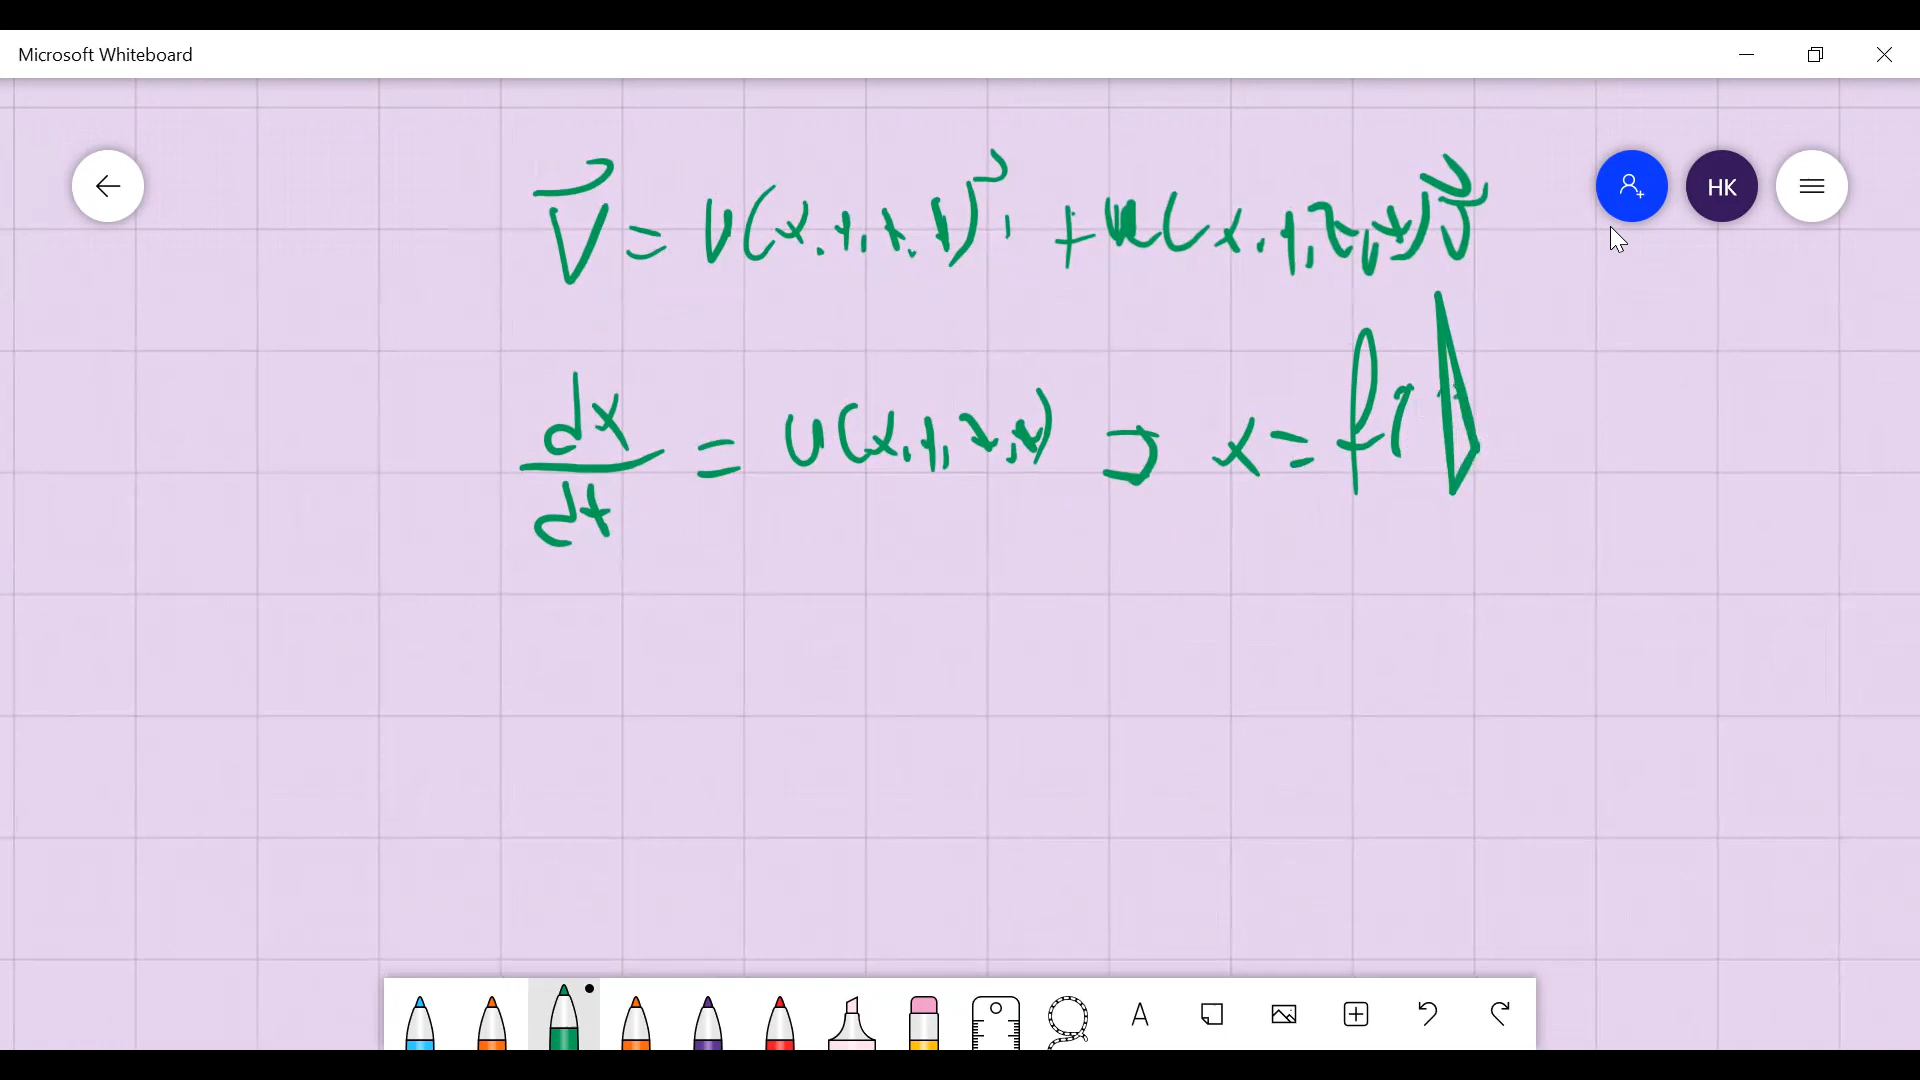 Microsoft Whiteboard
HK
V⃗ = u(x, y, z, t) i⃗ + u(x, y, z, t) j⃗
dx/dt = u(x, y, z, t) ⊃ x = f(
A